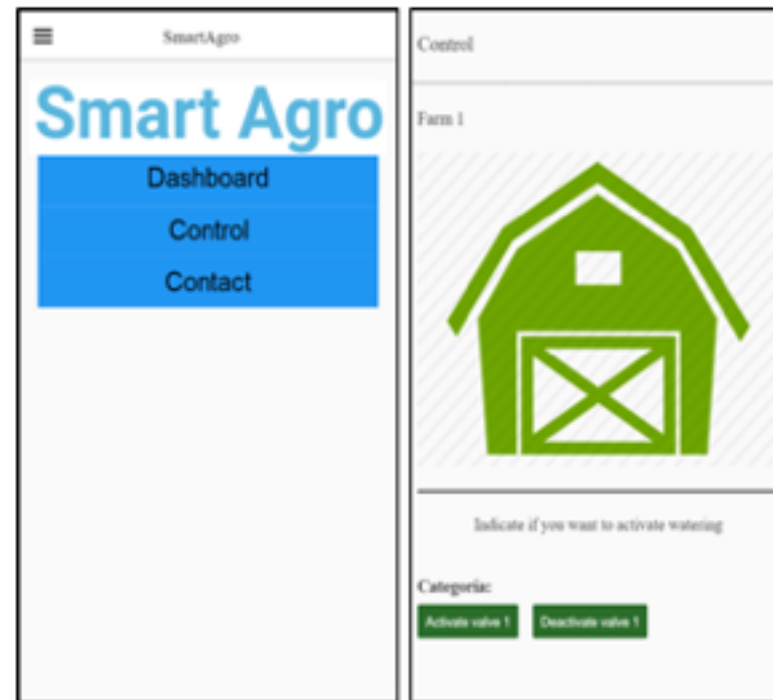 SmartAgro
Smart Agro
Dashboard
Control
Contact
Control
Farm 1
Indicate if you want to activate watering
Categoría:
Activate valve 1 Deactivate valve 1